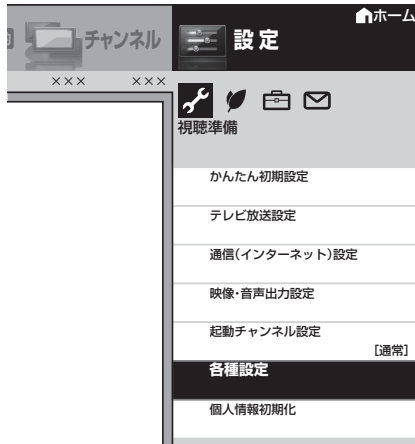 ホーム
チャンネル
設定
×××　×××
視聴準備
かんたん初期設定
テレビ放送設定
通信(インターネット)設定
映像・音声出力設定
起動チャンネル設定
[通常]
各種設定
個人情報初期化